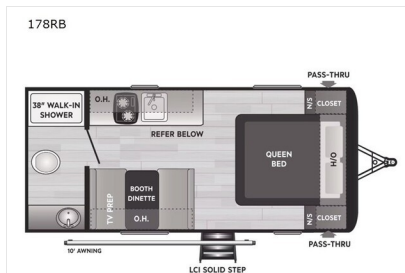 178RB
PASS-THRU
38" WALK-IN
SHOWER
O.H.
N/S
CLOSET
REFER BELOW
QUEEN
BED
H/O
TV PREP
BOOTH
DINETTE
O.H.
N/S
CLOSET
10' AWNING
PASS-THRU
LCI SOLID STEP